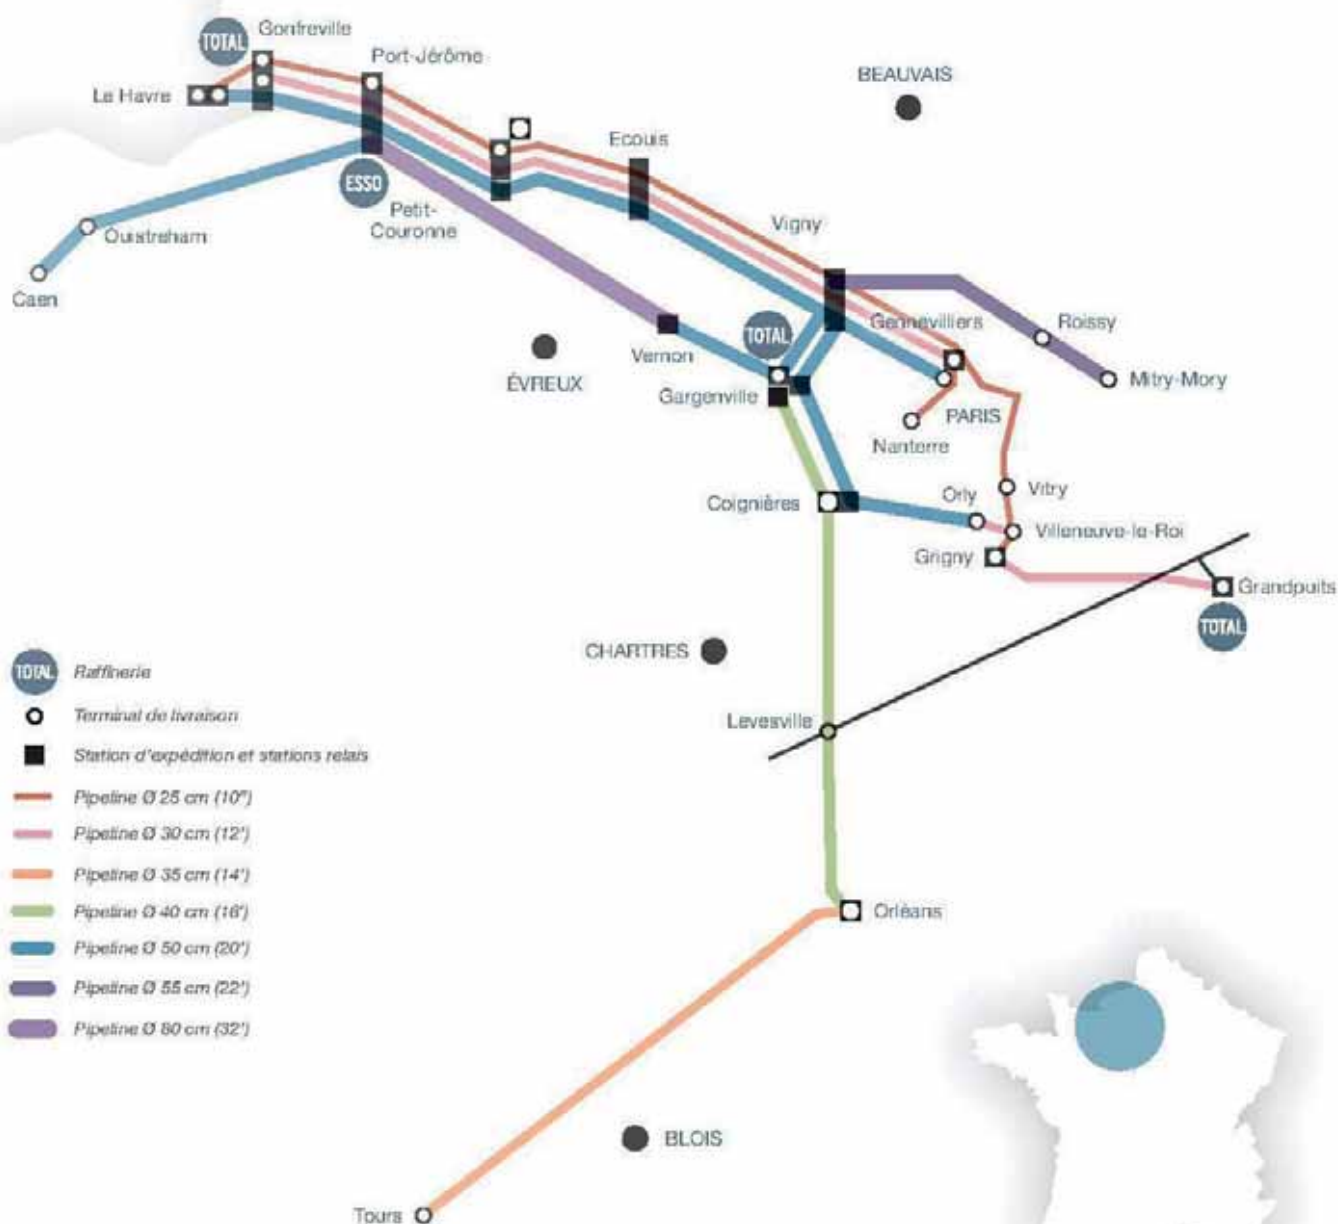 TOTAL
Gonfreville
Port-Jérôme
BEAUVAIS
Le Havre
Ecouis
ESSO
Petit-
Couronne
Vigny
Ouistreham
Caen
TOTAL
Gennevilliers
Roissy
Vernon
ÉVREUX
Mitry-Mory
Gargenville
PARIS
Nanterre
Coignières
Orly
Vitry
Villeneuve-le-Roi
Grigny
Grandpuits
TOTAL
CHARTRES
Levesville
TOTAL Raffinerie
Terminal de livraison
Station d'expédition et stations relais
Pipeline Ø 25 cm (10")
Pipeline Ø 30 cm (12')
Pipeline Ø 35 cm (14')
Pipeline Ø 40 cm (16')
Pipeline Ø 50 cm (20')
Pipeline Ø 55 cm (22')
Pipeline Ø 80 cm (32')
Orléans
BLOIS
Tours